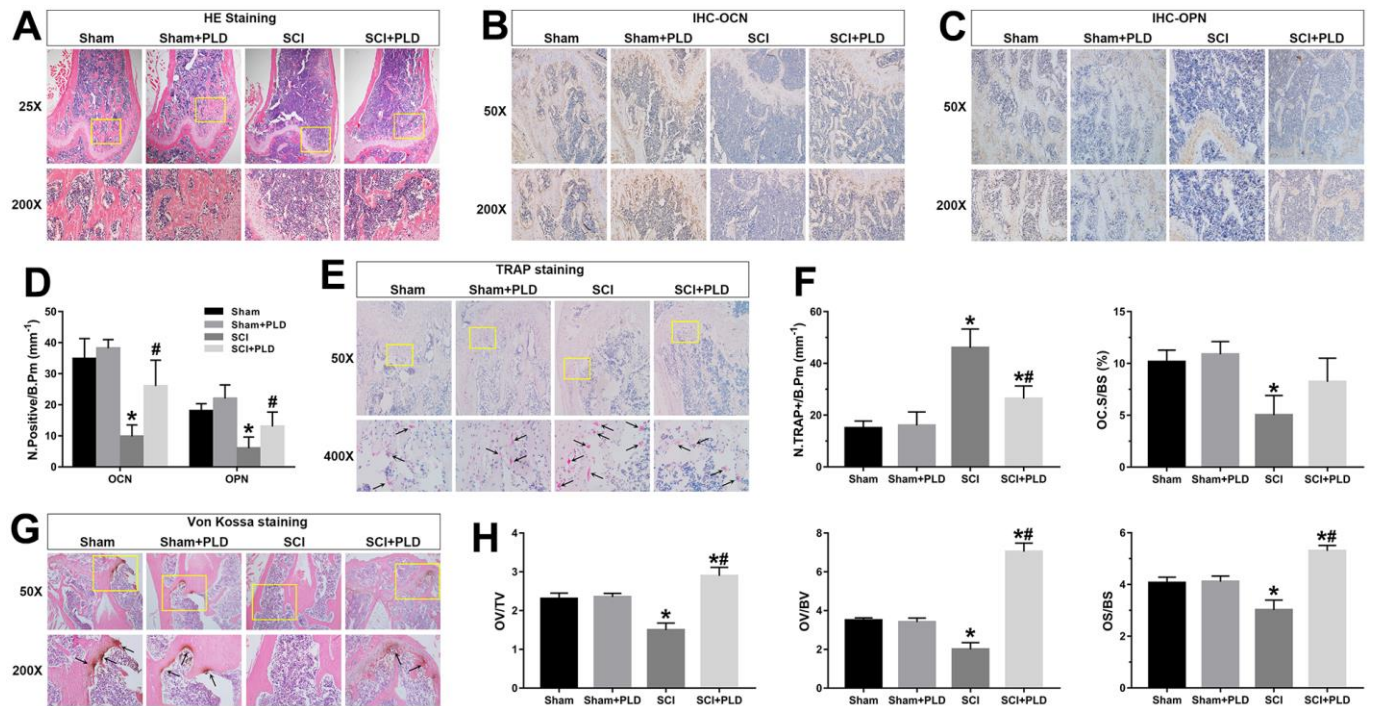 A
HE Staining
Sham Sham+PLD SCI SCI+PLD
25X
200X
B
IHC-OCN
Sham Sham+PLD SCI SCI+PLD
50X
200X
C
IHC-OPN
Sham Sham+PLD SCI SCI+PLD
50X
200X
D
N.Positive/B.Pm (mm⁻¹)
50
40
30
20
10
0
Sham
Sham+PLD
SCI
SCI+PLD
* # * #
OCN OPN
E
TRAP staining
Sham Sham+PLD SCI SCI+PLD
50X
400X
F
N.TRAP+/B.Pm (mm⁻¹)
60
40
20
0
* *#
Sham Sham+PLD SCI SCI+PLD
OC.S/BS (%)
15
10
5
0
*
Sham Sham+PLD SCI SCI+PLD
G
Von Kossa staining
Sham Sham+PLD SCI SCI+PLD
50X
200X
H
OV/TV
4
3
2
1
0
* *#
Sham Sham+PLD SCI SCI+PLD
OV/BV
8
6
4
2
0
* *#
Sham Sham+PLD SCI SCI+PLD
OS/BS
6
4
2
0
* *#
Sham Sham+PLD SCI SCI+PLD